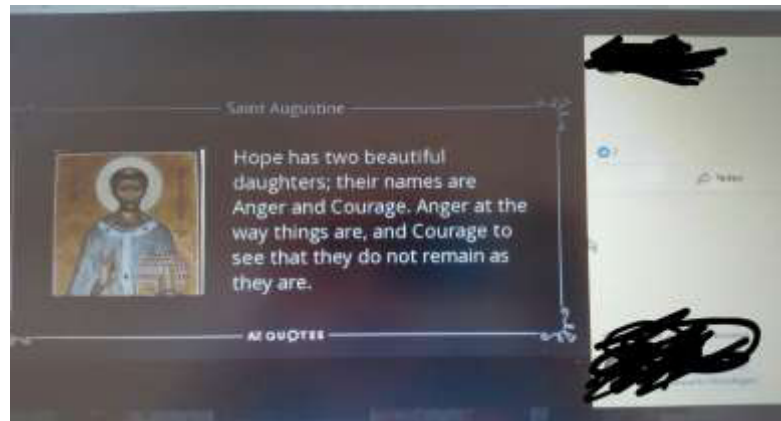 Saint Augustine
Hope has two beautiful
daughters; their names are
Anger and Courage. Anger at the
way things are, and Courage to
see that they do not remain as
they are.
AZ QUOTES